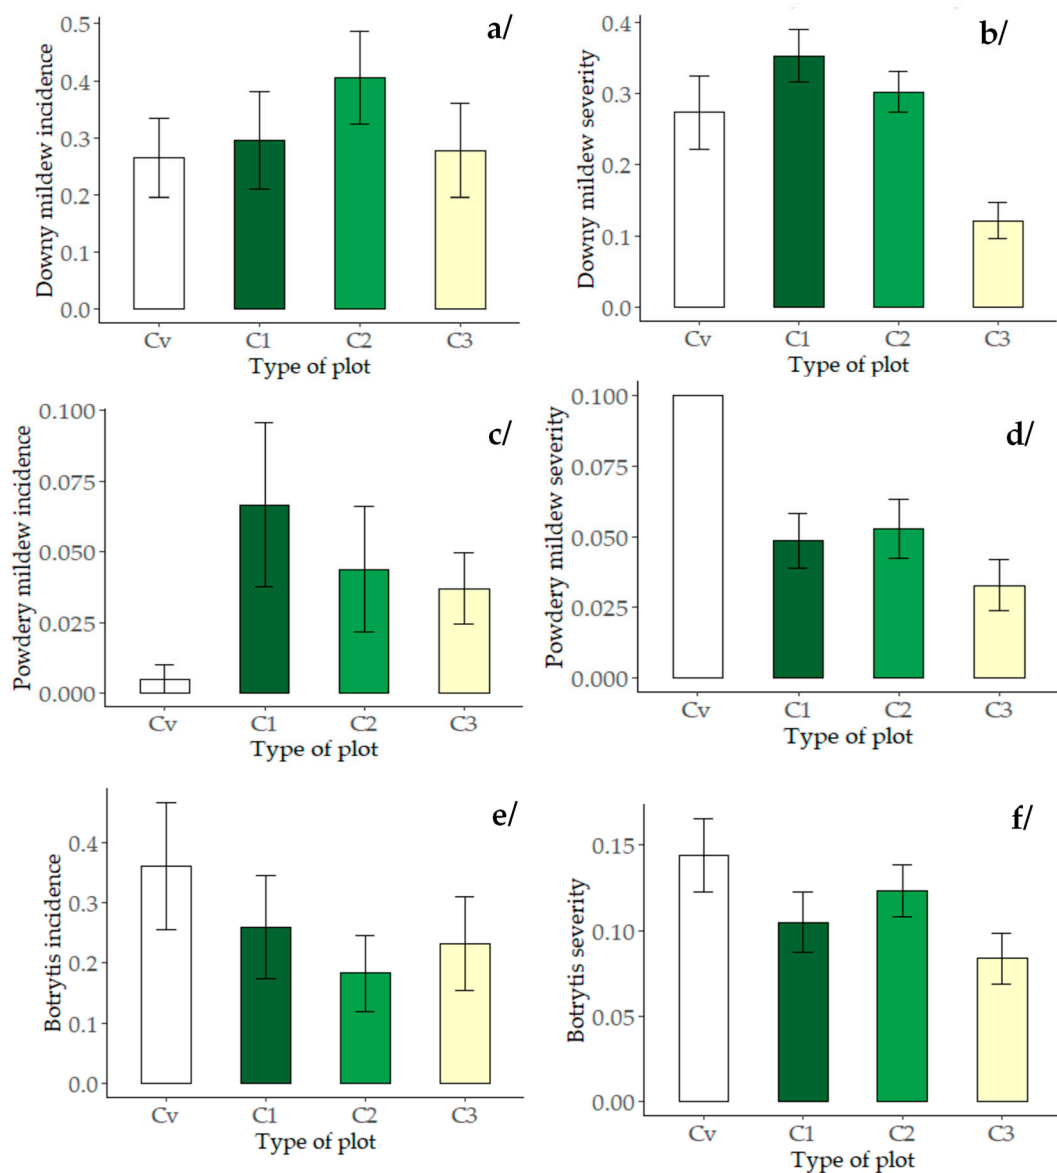 a/
Downy mildew incidence
0.5
0.4
0.3
0.2
0.1
0.0
Cv C1 C2 C3
Type of plot
b/
Downy mildew severity
0.4
0.3
0.2
0.1
0.0
Cv C1 C2 C3
Type of plot
c/
Powdery mildew incidence
0.100
0.075
0.050
0.025
0.000
Cv C1 C2 C3
Type of plot
d/
Powdery mildew severity
0.100
0.075
0.050
0.025
0.000
Cv C1 C2 C3
Type of plot
e/
Botrytis incidence
0.4
0.3
0.2
0.1
0.0
Cv C1 C2 C3
Type of plot
f/
Botrytis severity
0.15
0.10
0.05
0.00
Cv C1 C2 C3
Type of plot